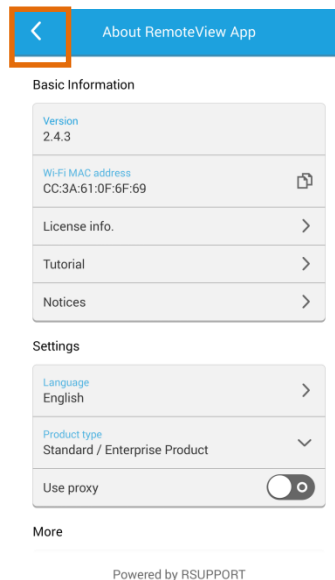 About RemoteView App
Basic Information
Version
2.4.3
Wi-Fi MAC address
CC:3A:61:0F:6F:69
License info.
Tutorial
Notices
Settings
Language
English
Product type
Standard / Enterprise Product
Use proxy
More
Powered by RSUPPORT